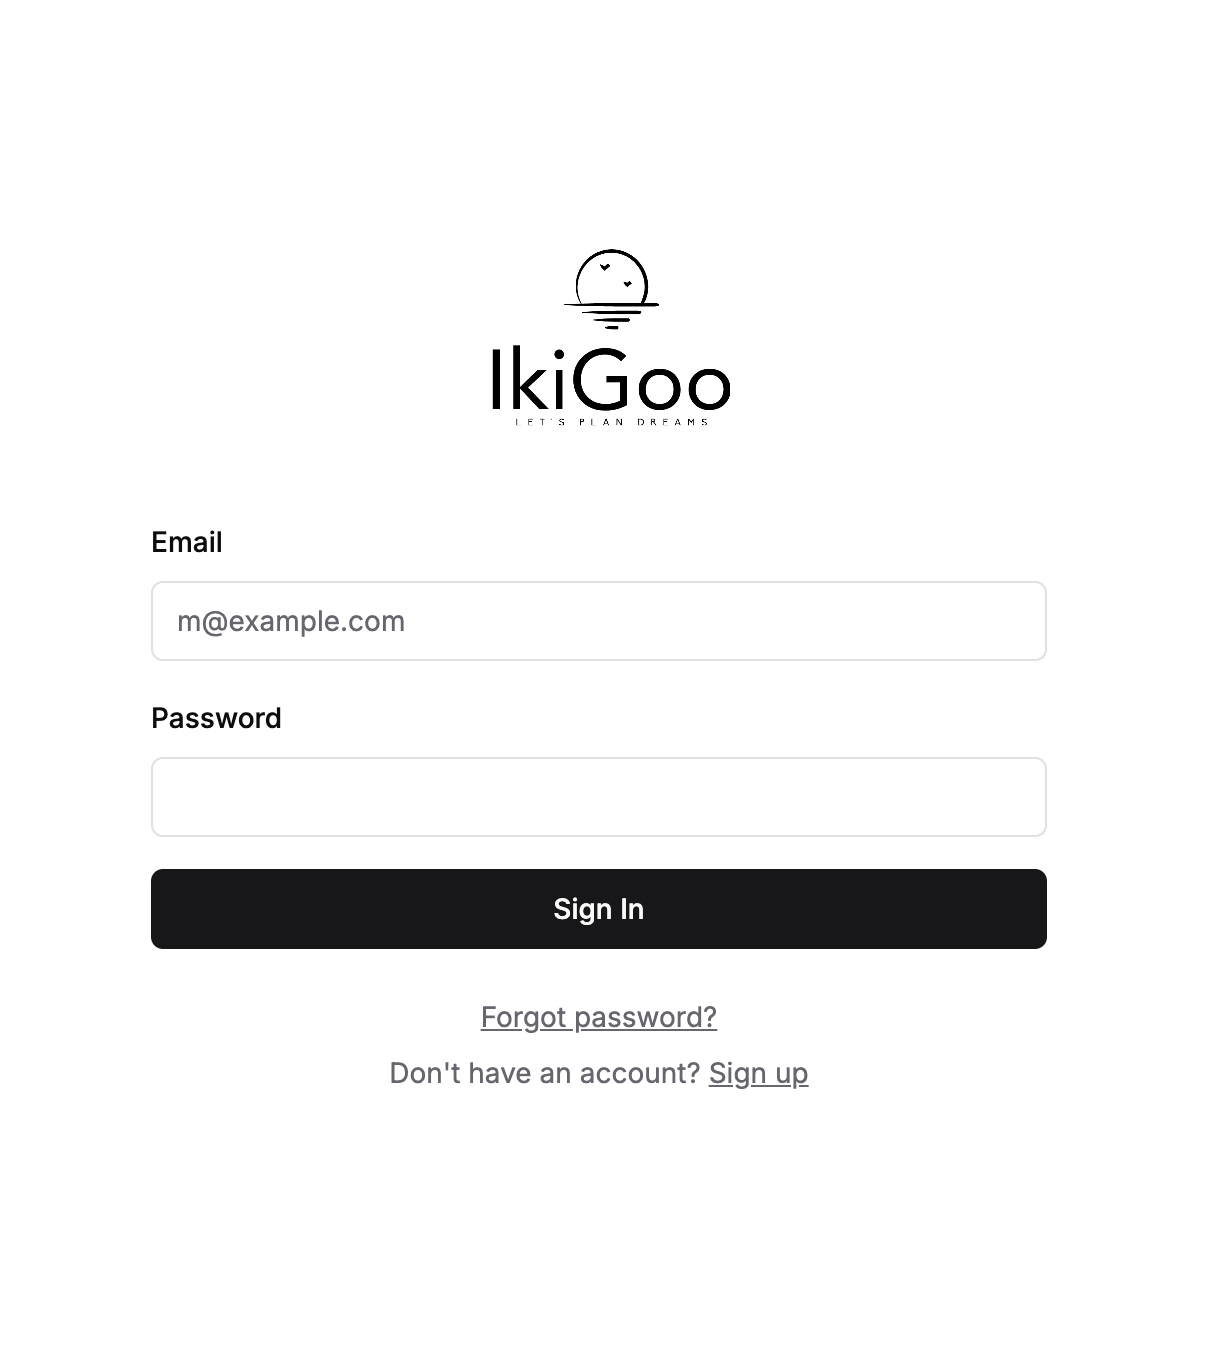 IkiGoo
LET'S PLAN DREAMS
Email
m@example.com
Password
Sign In
Forgot password?
Don't have an account? Sign up